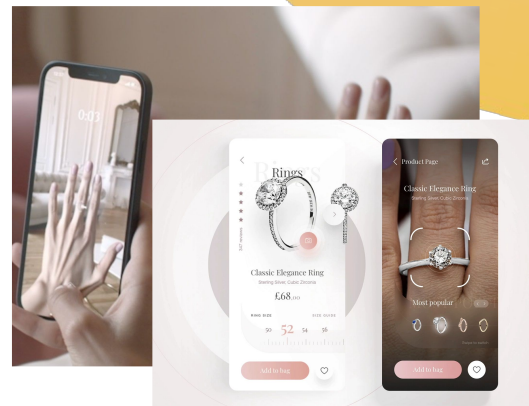 0:03
Rings
Classic Elegance Ring
Sterling Silver, Cubic Zirconia
£68.00
RING SIZE
SIZE GUIDE
50 52 54 56
Add to bag
Product Page
Classic Elegance Ring
Sterling Silver, Cubic Zirconia
Most popular
Add to bag